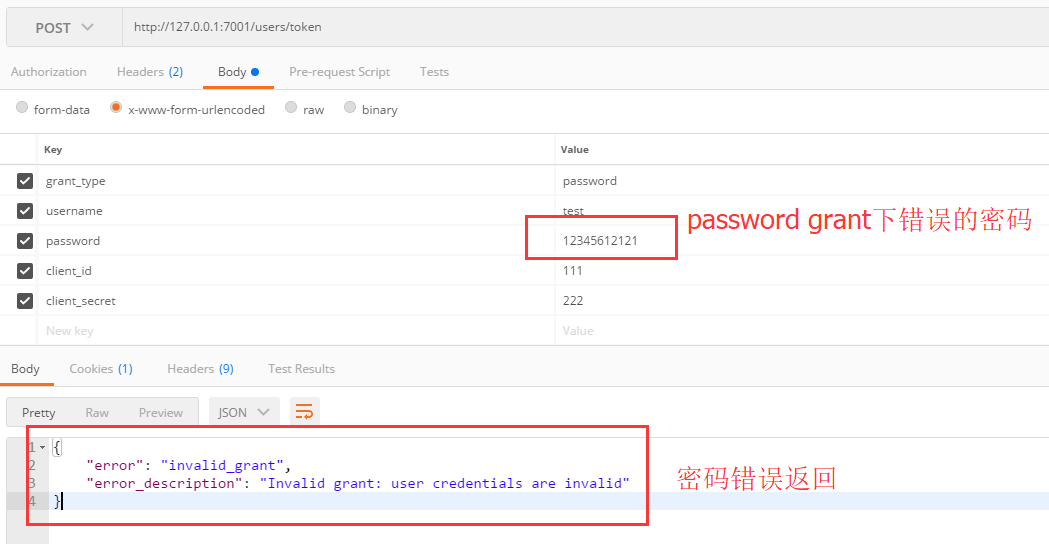 POST http://127.0.0.1:7001/users/token
Authorization Headers (2) Body Pre-request Script Tests
form-data x-www-form-urlencoded raw binary
Key Value
grant_type password
username test
password 12345612121
password grant下错误的密码
client_id 111
client_secret 222
New key Value
Body Cookies (1) Headers (9) Test Results
Pretty Raw Preview JSON
1 {
2 "error": "invalid_grant",
3 "error_description": "Invalid grant: user credentials are invalid"
4 }
密码错误返回